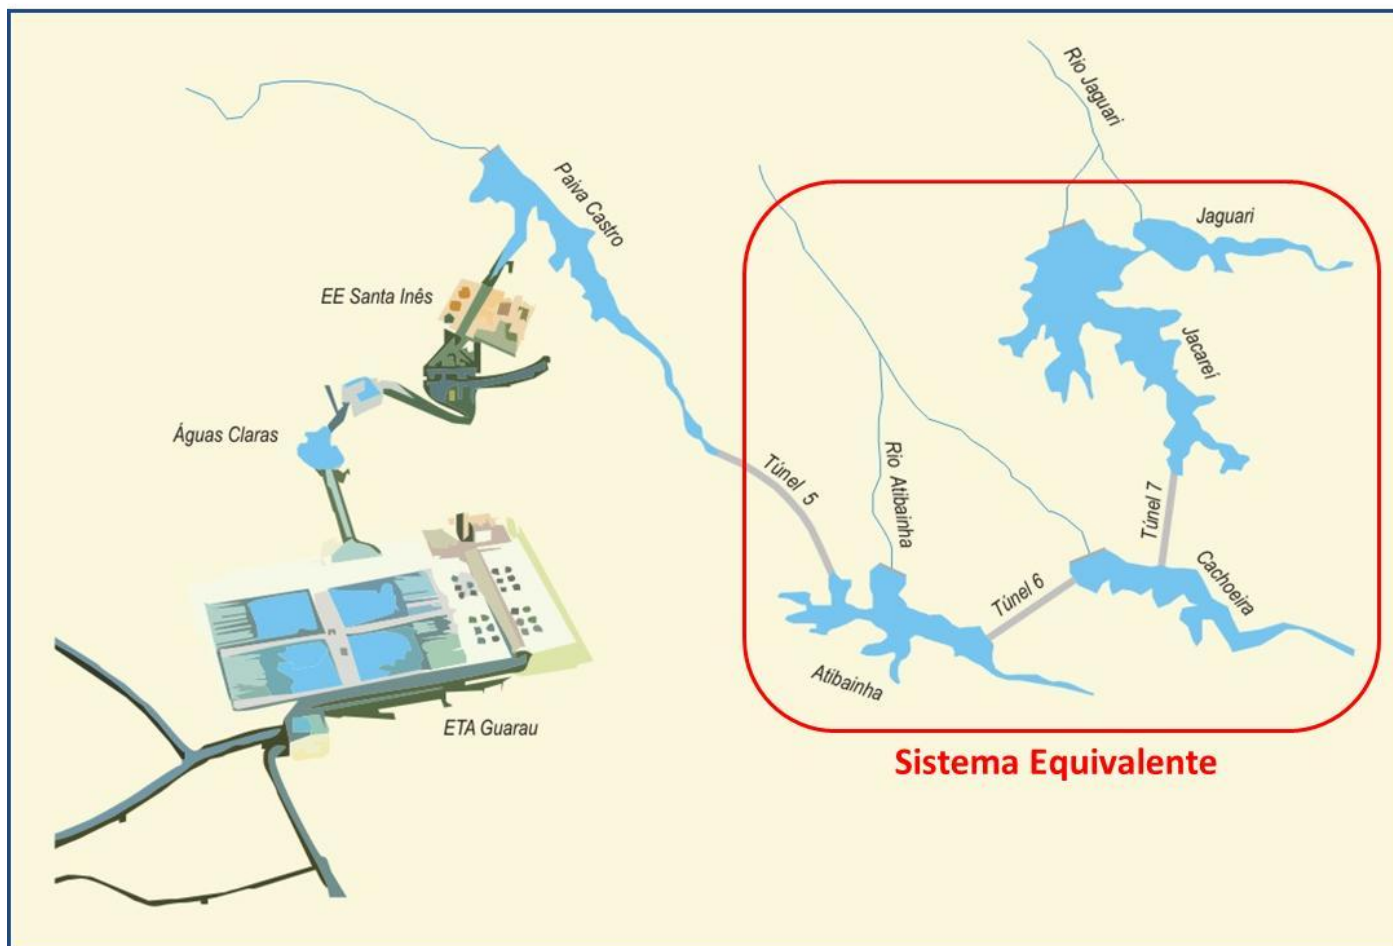 Rio Jaguari
Paiva Castro
Jaguari
EE Santa Inês
Jacareí
Águas Claras
Túnel 5
Rio Atibainha
Túnel 7
Túnel 6
Cachoeira
Atibainha
ETA Guarau
Sistema Equivalente